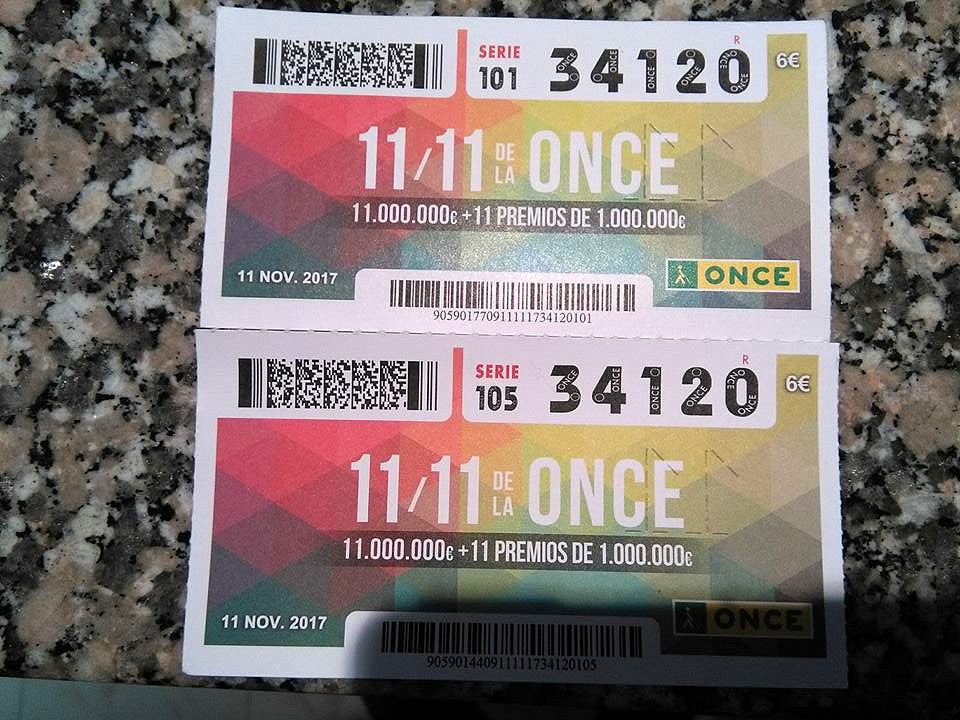 SERIE
101
34120
R
6€
11/11 DE LA ONCE
11.000.000€ + 11 PREMIOS DE 1.000.000€
11 NOV. 2017
ONCE
905901770911111734120101
SERIE
105
34120
R
6€
11/11 DE LA ONCE
11.000.000€ + 11 PREMIOS DE 1.000.000€
11 NOV. 2017
ONCE
905901440911111734120105